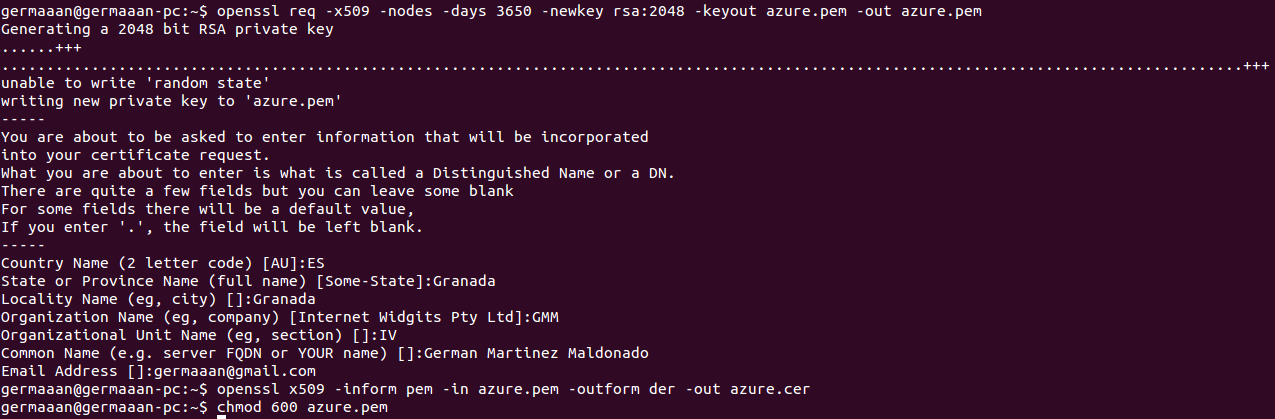 germaaan@germaaan-pc:~$ openssl req -x509 -nodes -days 3650 -newkey rsa:2048 -keyout azure.pem -out azure.pem
Generating a 2048 bit RSA private key
......+++
..........................................................................................................................................+++
unable to write 'random state'
writing new private key to 'azure.pem'
-----
You are about to be asked to enter information that will be incorporated
into your certificate request.
What you are about to enter is what is called a Distinguished Name or a DN.
There are quite a few fields but you can leave some blank
For some fields there will be a default value,
If you enter '.', the field will be left blank.
-----
Country Name (2 letter code) [AU]:ES
State or Province Name (full name) [Some-State]:Granada
Locality Name (eg, city) []:Granada
Organization Name (eg, company) [Internet Widgits Pty Ltd]:GMM
Organizational Unit Name (eg, section) []:IV
Common Name (e.g. server FQDN or YOUR name) []:German Martinez Maldonado
Email Address []:germaaan@gmail.com
germaaan@germaaan-pc:~$ openssl x509 -inform pem -in azure.pem -outform der -out azure.cer
germaaan@germaaan-pc:~$ chmod 600 azure.pem